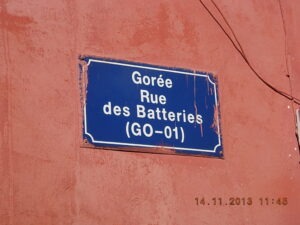 Gorée
Rue
des Batteries
(GO-01)
14.11.2013 11:45